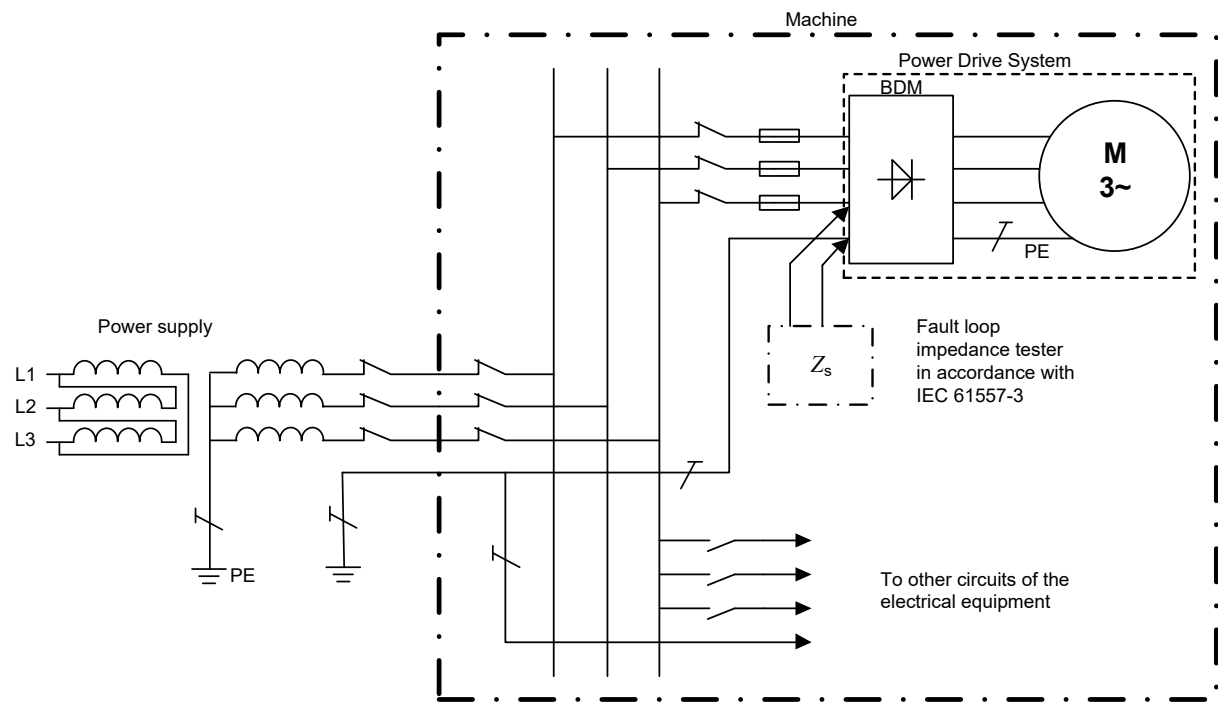 Machine
Power Drive System
BDM
M
3~
PE
Power supply
Fault loop
impedance tester
in accordance with
IEC 61557-3
Zs
L1
L2
L3
PE
To other circuits of the
electrical equipment